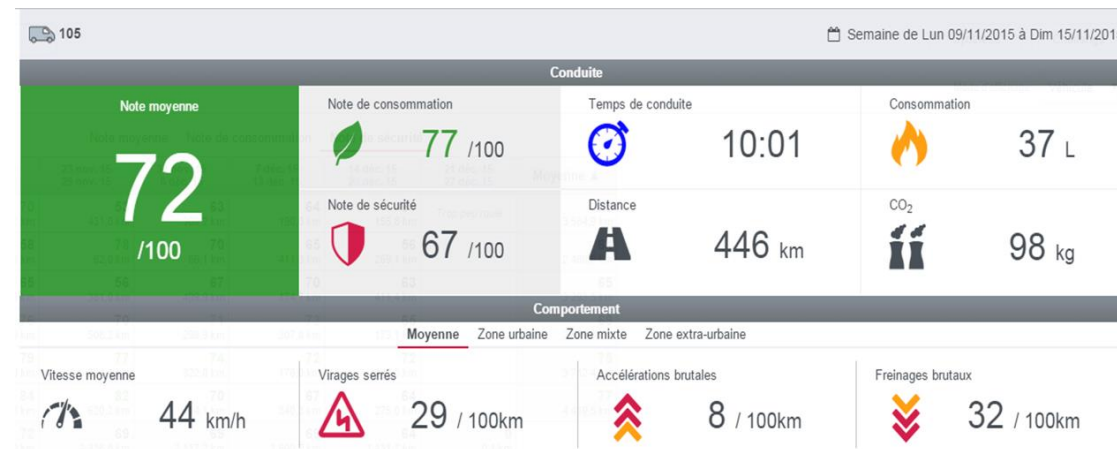 105
Semaine de Lun 09/11/2015 à Dim 15/11/201
Conduite
Note moyenne
72
/100
Note de consommation
77 /100
Temps de conduite
10:01
Consommation
37 L
Note de sécurité
67 /100
Distance
446 km
CO2
98 kg
Comportement
Moyenne Zone urbaine Zone mixte Zone extra-urbaine
Vitesse moyenne
44 km/h
Virages serrés
29 / 100km
Accélérations brutales
8 / 100km
Freinages brutaux
32 / 100km